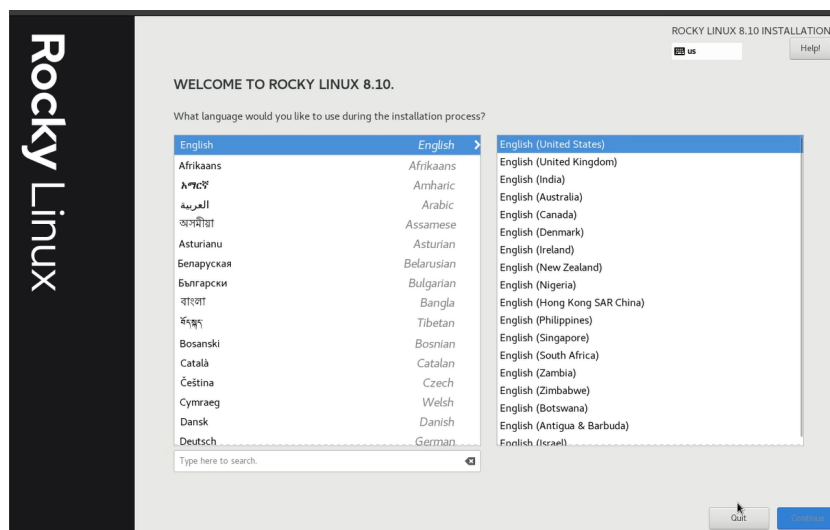 Rocky Linux
ROCKY LINUX 8.10 INSTALLATION
us
Help!
WELCOME TO ROCKY LINUX 8.10.
What language would you like to use during the installation process?
English English
Afrikaans Afrikaans
አማርኛ Amharic
العربية Arabic
অসমীয়া Assamese
Asturianu Asturian
Беларуская Belarusian
Български Bulgarian
বাংলা Bangla
བོད་སྐད་ Tibetan
Bosanski Bosnian
Català Catalan
Čeština Czech
Cymraeg Welsh
Dansk Danish
Deutsch German
Type here to search.
English (United States)
English (United Kingdom)
English (India)
English (Australia)
English (Canada)
English (Denmark)
English (Ireland)
English (New Zealand)
English (Nigeria)
English (Hong Kong SAR China)
English (Philippines)
English (Singapore)
English (South Africa)
English (Zambia)
English (Zimbabwe)
English (Botswana)
English (Antigua & Barbuda)
English (Israel)
Quit
Continue